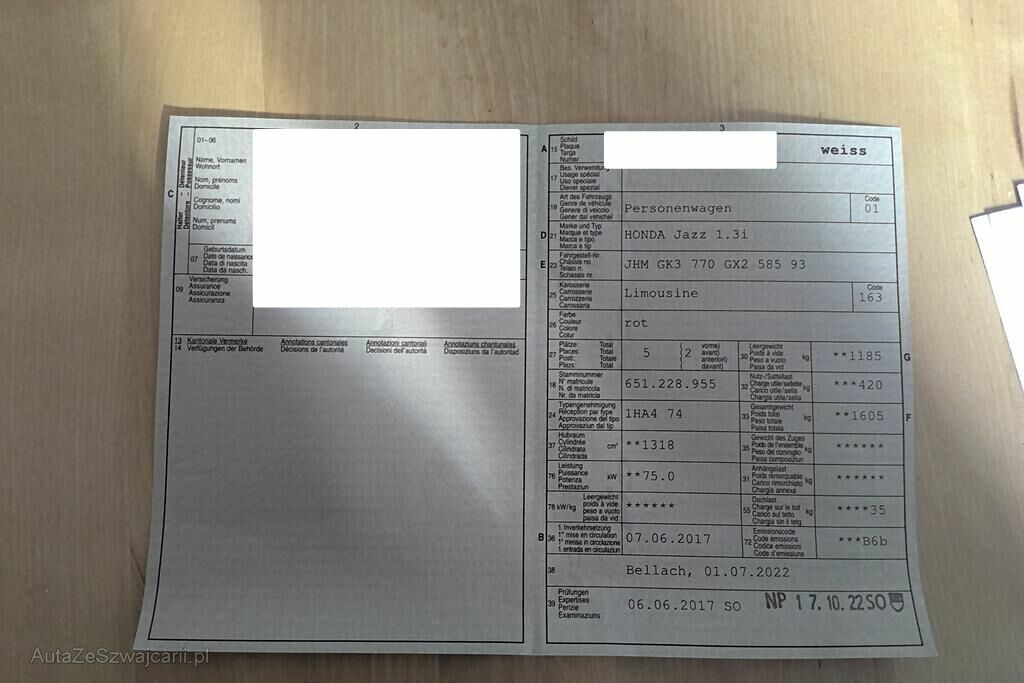 2
01-06
C
Halter Détenteur
Detentore Possessur
Name, Vornamen
Wohnort
Nom, prénoms
Domicile
Cognome, nomi
Domicilio
Num, prenums
Domicil
07
Geburtsdatum
Date de naissance
Data di nascita
Data da nasch.
09
Versicherung
Assurance
Assicurazione
Assicuranza
13
14
Kantonale Vermerke
Verfügungen der Behörde
Annotations cantonales
Décisions de l'autorité
Annotazioni cantonali
Decisioni dell'autorità
Annotaziuns chantunalas
Disposiziuns da l'autoritad
3
A 15
Schild
Plaque
Targa
Numer
weiss
17
Bes. Verwendung
Usage spécial
Uso speciale
Diever spezial
19
Art des Fahrzeugs
Genre de véhicule
Genere di veicolo
Gener dal vehichel
Personenwagen
Code
01
D 21
Marke und Typ
Marque et type
Marca e tipo
Marca e tip
HONDA Jazz 1.3i
E 23
Fahrgestell-Nr.
Châssis no
Telaio n.
Schassis nr.
JHM GK3 770 GX2 585 93
25
Karosserie
Carrosserie
Carrozzeria
Carossaria
Limousine
Code
163
26
Farbe
Couleur
Colore
Colur
rot
27
Plätze: Total
Places: Total
Posti: Totale
Plazs: Total
5
2
vorne)
avant)
anteriori)
davant)
30
Leergewicht
Poids à vide
Peso a vuoto
Paisa da vid
kg
**1185
G
18
Stammnummer
N° matricule
N. di matricola
Nr. da matricla
651.228.955
32
Nutz-/Sattellast
Charge utile/sellette
Carico utile/sella
Chargia utila/sella
kg
***420
24
Typengenehmigung
Réception par type
Approvazione del tipo
Approvaziun dal tip
1HA4 74
33
Gesamtgewicht
Poids total
Peso totale
Paisa totala
kg
**1605
F
37
Hubraum
Cylindrée
Cilindrata
Cilindrada
cm³
**1318
35
Gewicht des Zuges
Poids de l'ensemble
Peso del convoglio
Paisa cumposiziun
kg
******
76
Leistung
Puissance
Potenza
Prestaziun
kW
**75.0
31
Anhängelast
Poids remorquable
Carico rimorchiato
Chargia annexa
kg
******
78 kW/kg
Leergewicht
poids à vide
peso a vuoto
paisa da vid
******
55
Dachlast
Charge sur le toit
Carico sul tetto
Chargia sin il tetg
kg
****35
B 36
1. Inverkehrsetzung
1re mise en circulation
1a messa in circolazione
1. entrada en circulaziun
07.06.2017
72
Emissionscode
Code émissions
Codice emissioni
Code d'emissiuns
***B6b
38
Bellach, 01.07.2022
39
Prüfungen
Expertises
Perizie
Examinaziuns
06.06.2017 SO
NP 17.10.22SO
AutaZeSzwajcarii.pl